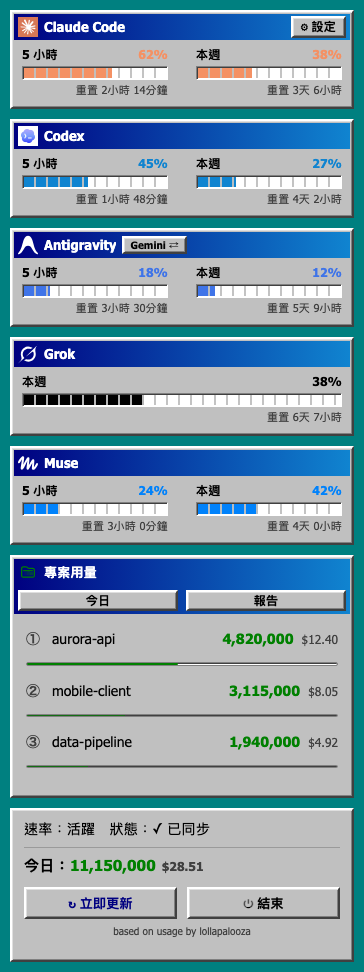 Claude Code ⚙ 設定
5 小時 62% 本週 38%
重置 2小時 14分鐘 重置 3天 6小時
Codex
5 小時 45% 本週 27%
重置 1小時 48分鐘 重置 4天 2小時
Antigravity Gemini ⇄
5 小時 18% 本週 12%
重置 3小時 30分鐘 重置 5天 9小時
Grok
本週 38%
重置 6天 7小時
Muse
5 小時 24% 本週 42%
重置 3小時 0分鐘 重置 4天 0小時
專案用量
今日 報告
① aurora-api 4,820,000 $12.40
② mobile-client 3,115,000 $8.05
③ data-pipeline 1,940,000 $4.92
速率：活躍 狀態：✓ 已同步
今日：11,150,000 $28.51
↻ 立即更新 ⏻ 結束
based on usage by lollapalooza